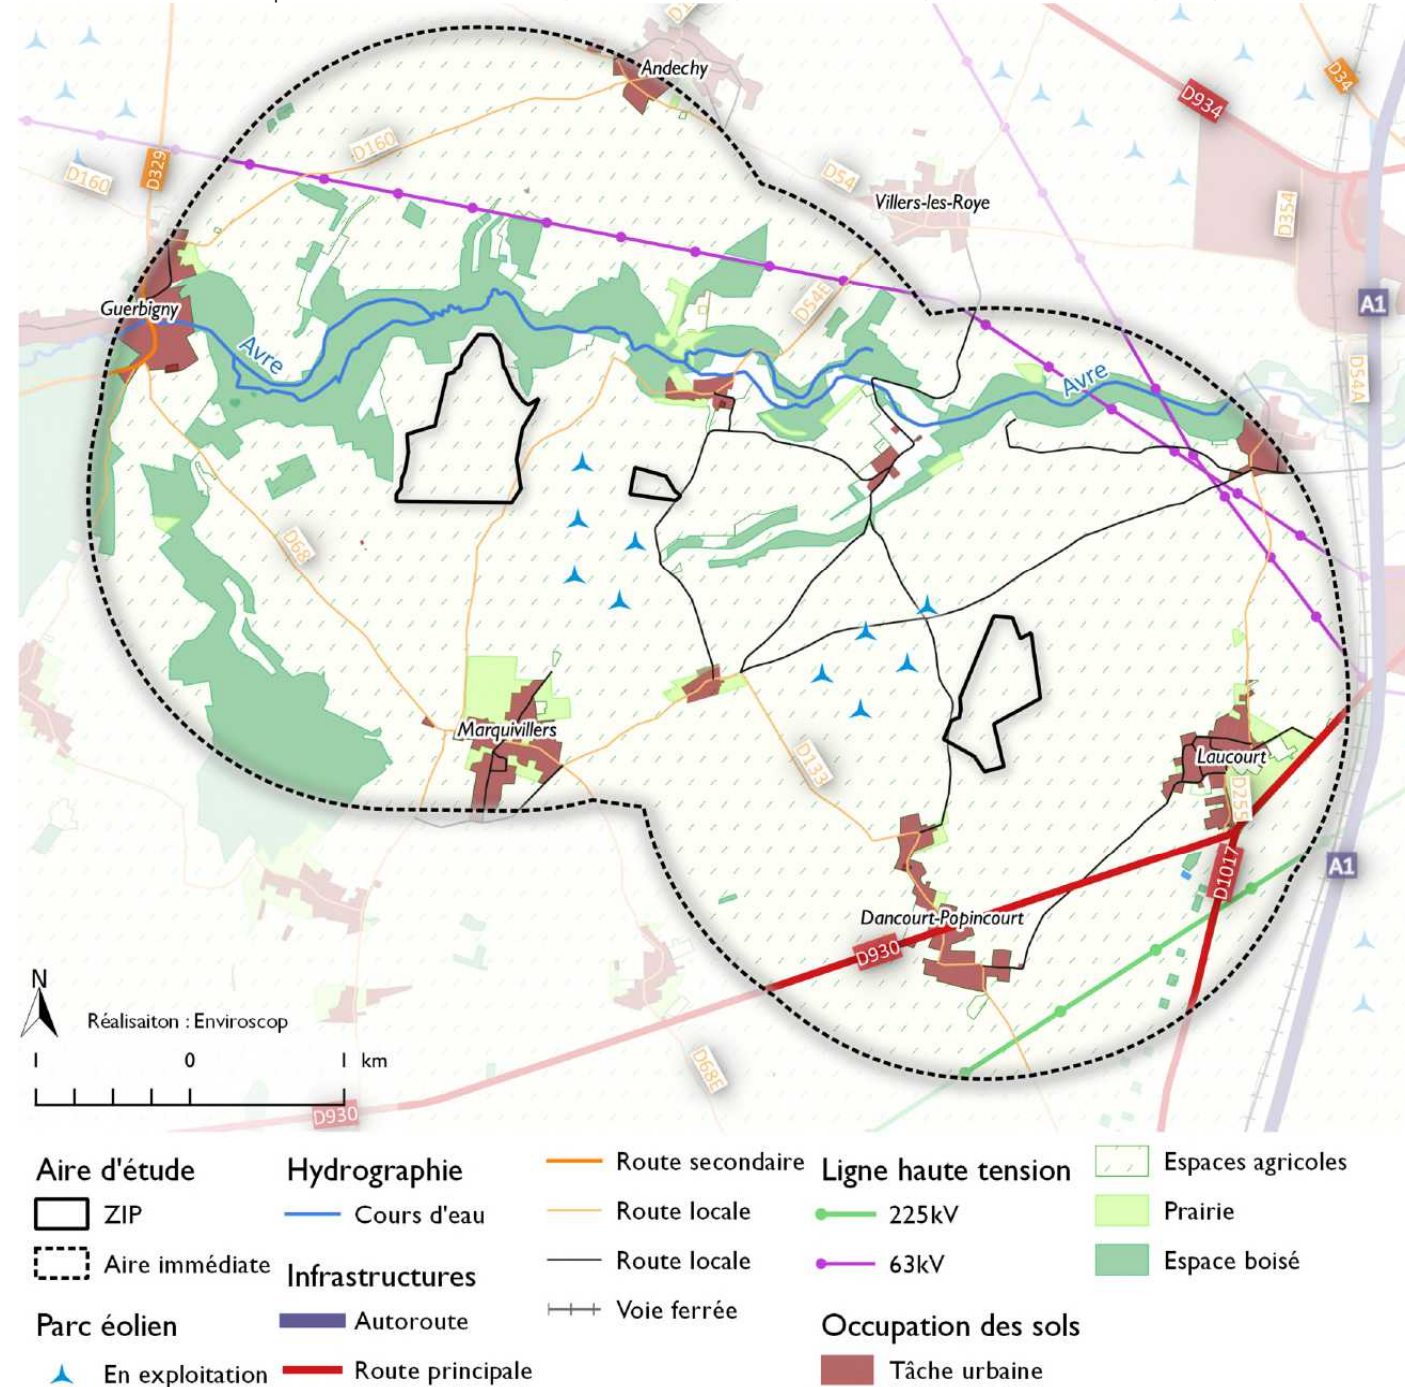 Andechy
D34
D934
D160
D329
D160
D54
Villers-les-Roye
D354
Guerbigny
A1
D54E
Avre
Avre
D54A
D68
Marquivillers
D133
Laucourt
D255
A1
D1017
Dancourt-Popincourt
D930
N
Réalisaiton : Enviroscop
I 0 I km
D68E
D930
Aire d'étude
ZIP
Aire immédiate
Parc éolien
En exploitation
Hydrographie
Cours d'eau
Infrastructures
Autoroute
Route principale
Route secondaire
Route locale
Route locale
Voie ferrée
Ligne haute tension
225kV
63kV
Occupation des sols
Tâche urbaine
Espaces agricoles
Prairie
Espace boisé